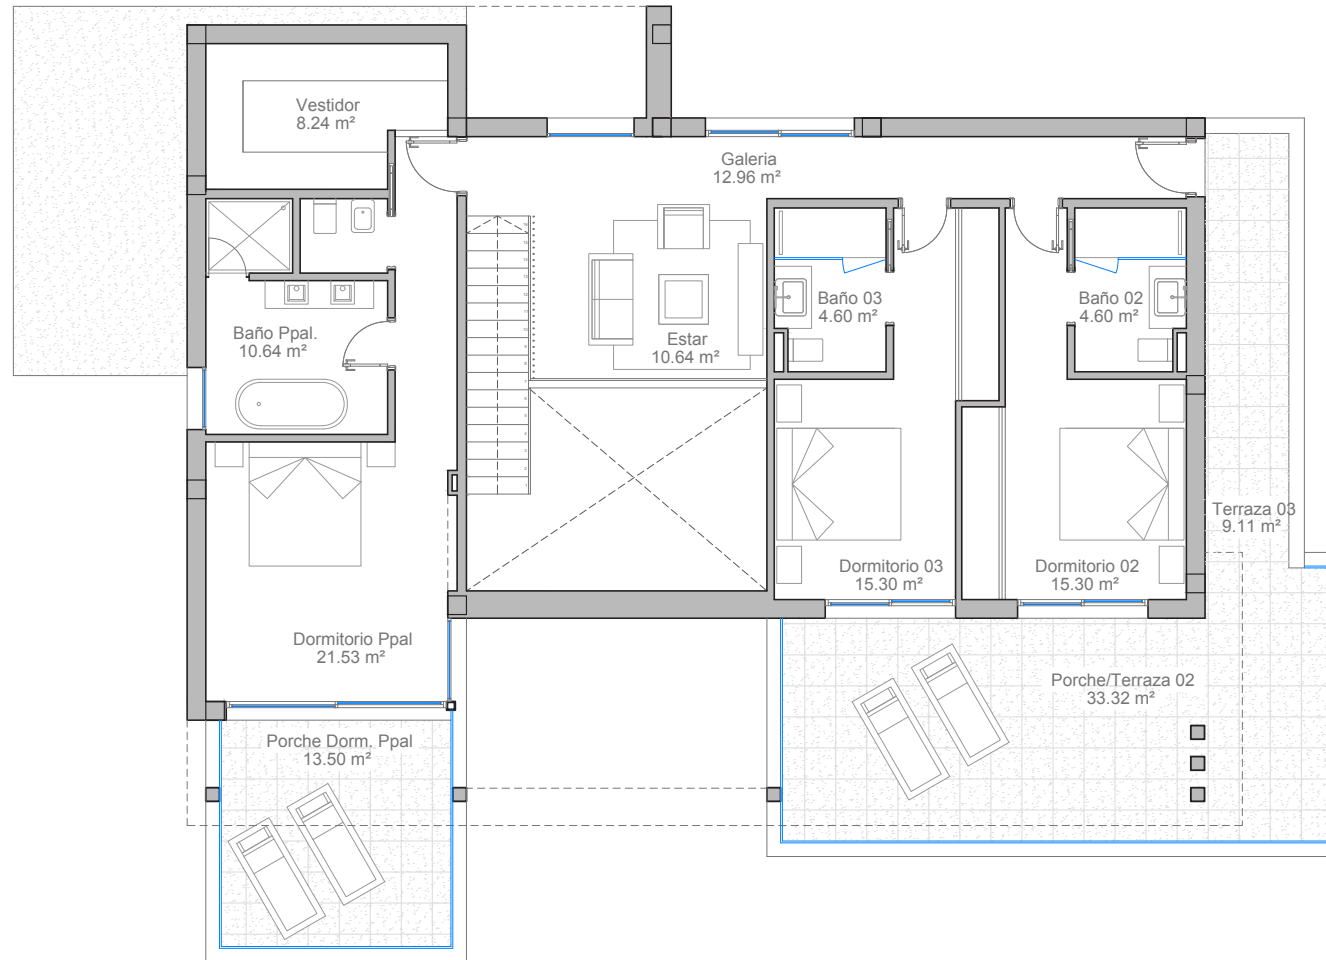 Vestidor
8.24 m²
Galeria
12.96 m²
Baño Ppal.
10.64 m²
Estar
10.64 m²
Baño 03
4.60 m²
Baño 02
4.60 m²
Terraza 03
9.11 m²
Dormitorio 03
15.30 m²
Dormitorio 02
15.30 m²
Dormitorio Ppal
21.53 m²
Porche/Terraza 02
33.32 m²
Porche Dorm. Ppal
13.50 m²